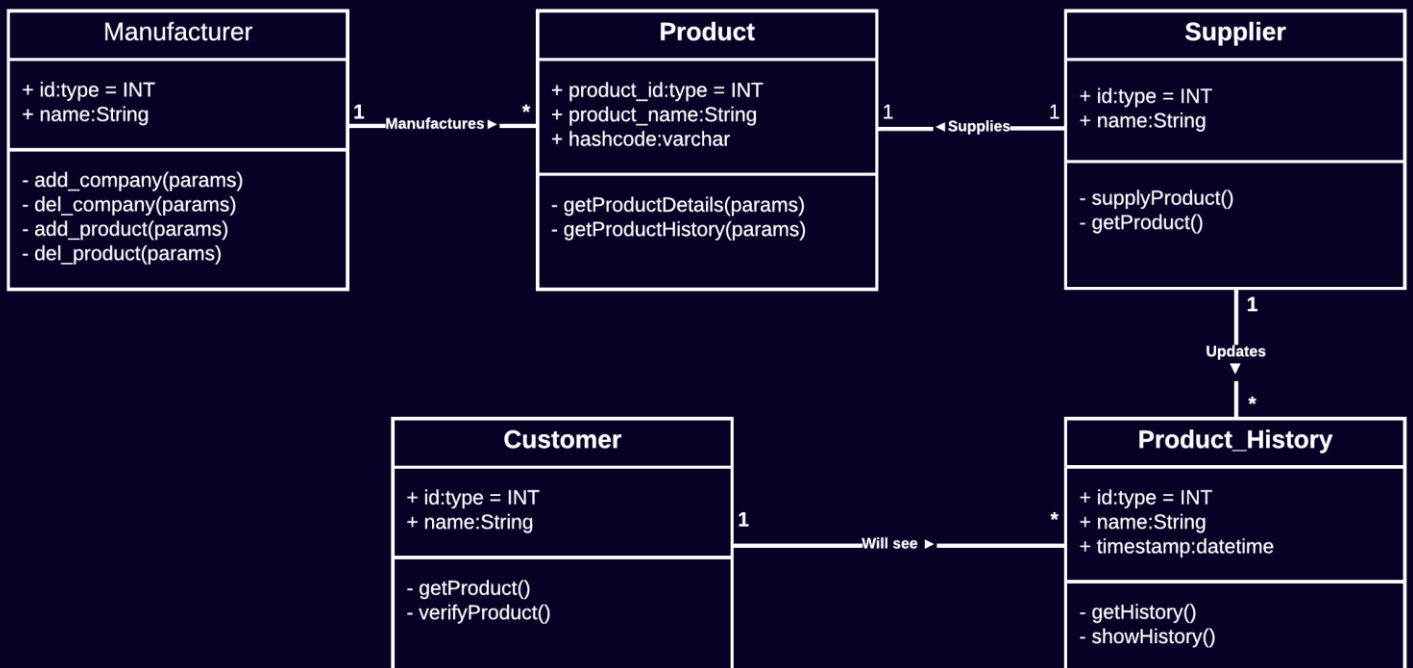 Manufacturer
+ id:type = INT
+ name:String
- add_company(params)
- del_company(params)
- add_product(params)
- del_product(params)
1
Manufactures ►
*
Product
+ product_id:type = INT
+ product_name:String
+ hashcode:varchar
- getProductDetails(params)
- getProductHistory(params)
1
◄ Supplies
1
Supplier
+ id:type = INT
+ name:String
- supplyProduct()
- getProduct()
1
Updates
▼
*
Customer
+ id:type = INT
+ name:String
- getProduct()
- verifyProduct()
1
Will see ►
*
Product_History
+ id:type = INT
+ name:String
+ timestamp:datetime
- getHistory()
- showHistory()